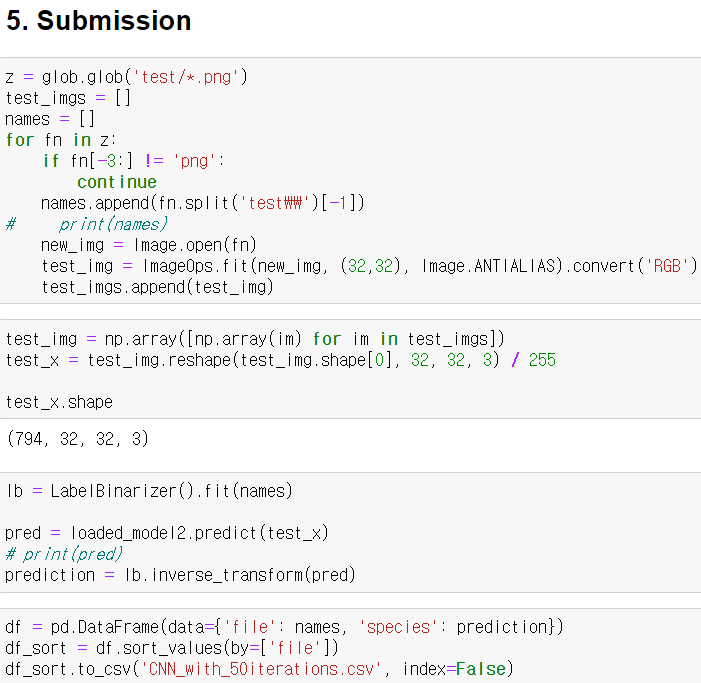 5. Submission
z = glob.glob('test/*.png')
test_imgs = []
names = []
for fn in z:
    if fn[-3:] != 'png':
        continue
    names.append(fn.split('test₩₩')[-1])
#     print(names)
    new_img = Image.open(fn)
    test_img = ImageOps.fit(new_img, (32,32), Image.ANTIALIAS).convert('RGB')
    test_imgs.append(test_img)
test_img = np.array([np.array(im) for im in test_imgs])
test_x = test_img.reshape(test_img.shape[0], 32, 32, 3) / 255
test_x.shape
(794, 32, 32, 3)
lb = LabelBinarizer().fit(names)
pred = loaded_model2.predict(test_x)
# print(pred)
prediction = lb.inverse_transform(pred)
df = pd.DataFrame(data={'file': names, 'species': prediction})
df_sort = df.sort_values(by=['file'])
df_sort.to_csv('CNN_with_50iterations.csv', index=False)